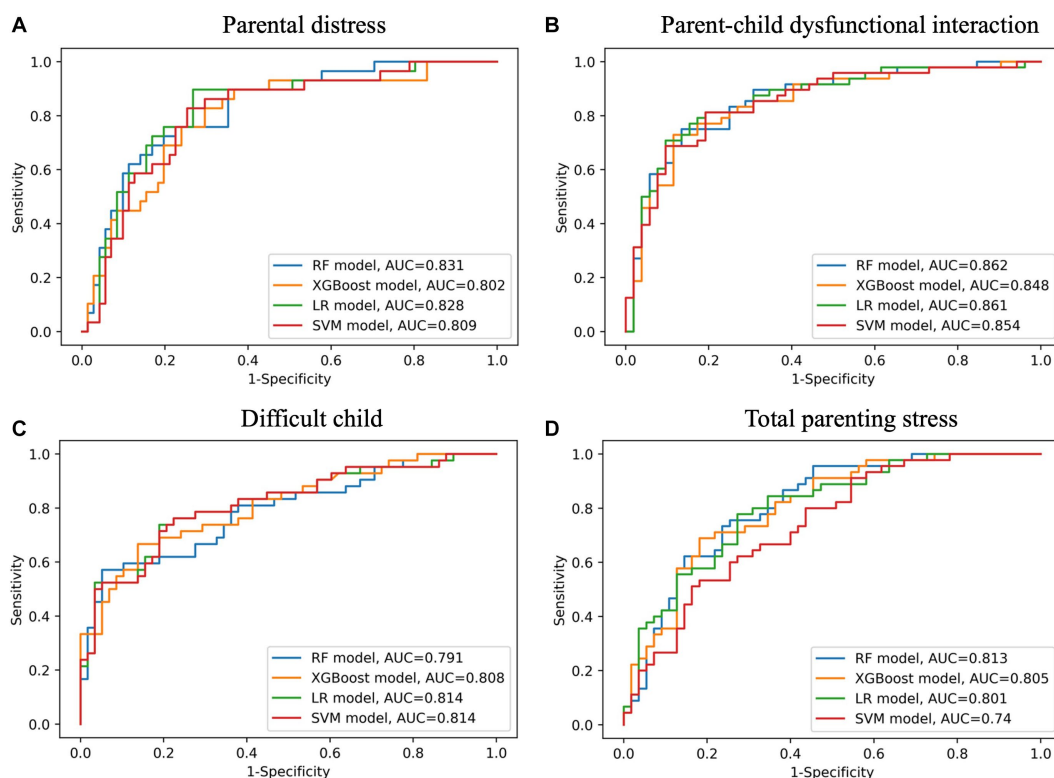 A
Parental distress
1.0
0.8
0.6
0.4
0.2
0.0
Sensitivity
RF model, AUC=0.831
XGBoost model, AUC=0.802
LR model, AUC=0.828
SVM model, AUC=0.809
0.0 0.2 0.4 0.6 0.8 1.0
1-Specificity
B
Parent-child dysfunctional interaction
1.0
0.8
0.6
0.4
0.2
0.0
Sensitivity
RF model, AUC=0.862
XGBoost model, AUC=0.848
LR model, AUC=0.861
SVM model, AUC=0.854
0.0 0.2 0.4 0.6 0.8 1.0
1-Specificity
C
Difficult child
1.0
0.8
0.6
0.4
0.2
0.0
Sensitivity
RF model, AUC=0.791
XGBoost model, AUC=0.808
LR model, AUC=0.814
SVM model, AUC=0.814
0.0 0.2 0.4 0.6 0.8 1.0
1-Specificity
D
Total parenting stress
1.0
0.8
0.6
0.4
0.2
0.0
Sensitivity
RF model, AUC=0.813
XGBoost model, AUC=0.805
LR model, AUC=0.801
SVM model, AUC=0.74
0.0 0.2 0.4 0.6 0.8 1.0
1-Specificity